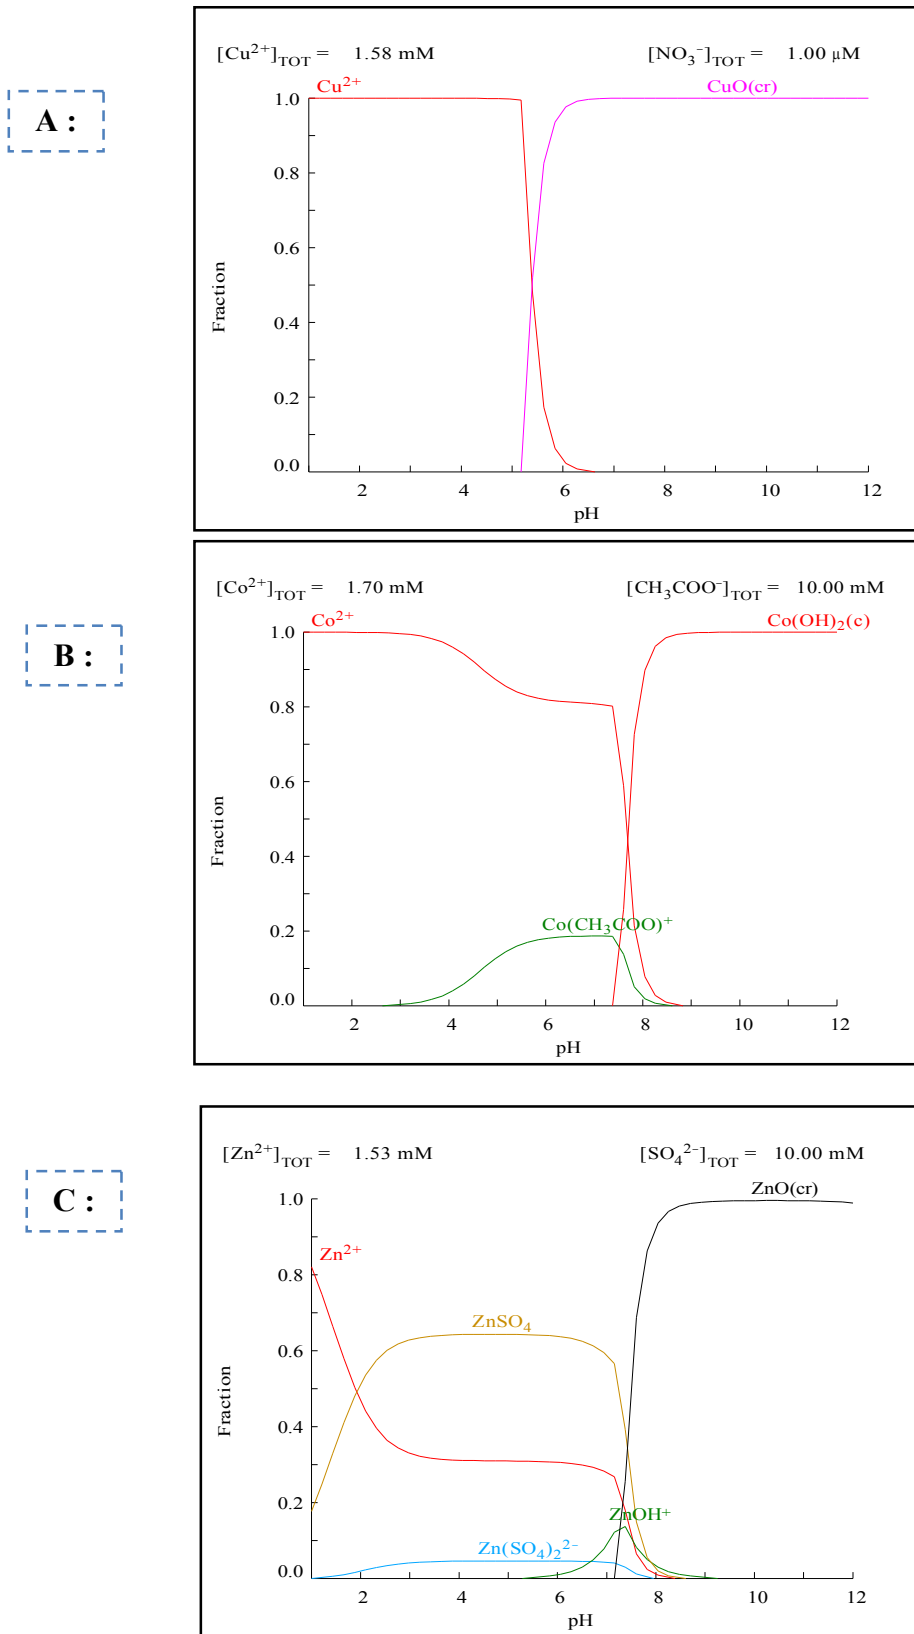 [Cu²⁺]TOT = 1.58 mM [NO₃⁻]TOT = 1.00 µM
A :
Cu²⁺ CuO(cr)
1.0
0.8
0.6
0.4
0.2
0.0
Fraction
2 4 6 8 10 12
pH
[Co²⁺]TOT = 1.70 mM [CH₃COO⁻]TOT = 10.00 mM
B :
Co²⁺ Co(OH)₂(c)
1.0
0.8
0.6
0.4
0.2
0.0
Fraction
Co(CH₃COO)⁺
2 4 6 8 10 12
pH
[Zn²⁺]TOT = 1.53 mM [SO₄²⁻]TOT = 10.00 mM
C :
ZnO(cr)
1.0
0.8
0.6
0.4
0.2
0.0
Fraction
Zn²⁺
ZnSO₄
ZnOH⁺
Zn(SO₄)₂²⁻
2 4 6 8 10 12
pH